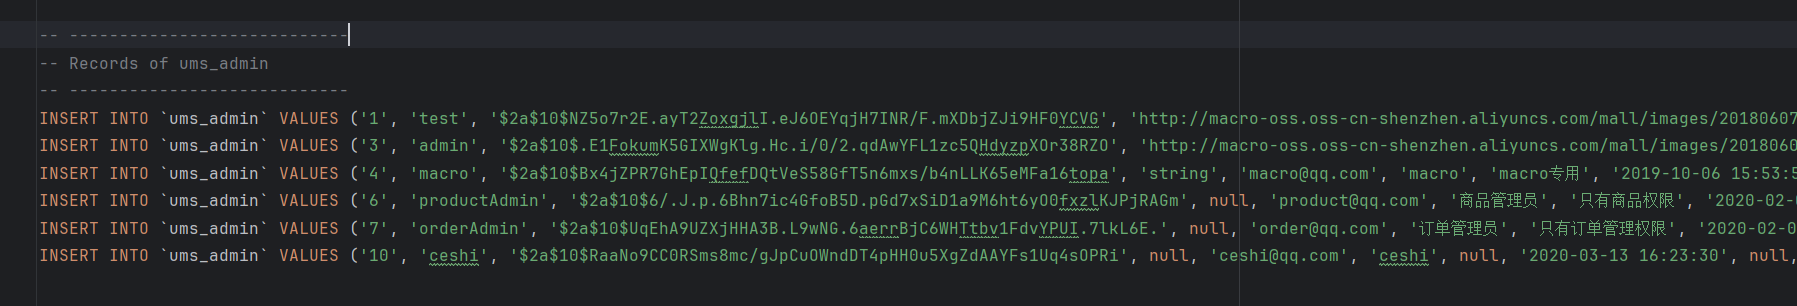 -- ----------------------------
-- Records of ums_admin
-- ----------------------------
INSERT INTO `ums_admin` VALUES ('1', 'test', '$2a$10$NZ5o7r2E.ayT2ZoxgjlI.eJ6OEYqjH7INR/F.mXDbjZJi9HF0YCVG', 'http://macro-oss.oss-cn-shenzhen.aliyuncs.com/mall/images/20180607
INSERT INTO `ums_admin` VALUES ('3', 'admin', '$2a$10$.E1FokumK5GIXWgKlg.Hc.i/0/2.qdAwYFL1zc5QHdyzpXOr38RZO', 'http://macro-oss.oss-cn-shenzhen.aliyuncs.com/mall/images/2018060
INSERT INTO `ums_admin` VALUES ('4', 'macro', '$2a$10$Bx4jZPR7GhEpIQfefDQtVeS58GfT5n6mxs/b4nLLK65eMFa16topa', 'string', 'macro@qq.com', 'macro', 'macro专用', '2019-10-06 15:53:5
INSERT INTO `ums_admin` VALUES ('6', 'productAdmin', '$2a$10$6/.J.p.6Bhn7ic4GfoB5D.pGd7xSiD1a9M6ht6yO0fxzlKJPjRAGm', null, 'product@qq.com', '商品管理员', '只有商品权限', '2020-02-
INSERT INTO `ums_admin` VALUES ('7', 'orderAdmin', '$2a$10$UqEhA9UZXjHHA3B.L9wNG.6aerrBjC6WHTtbv1FdvYPUI.7lkL6E.', null, 'order@qq.com', '订单管理员', '只有订单管理权限', '2020-02-0
INSERT INTO `ums_admin` VALUES ('10', 'ceshi', '$2a$10$RaaNo9CC0RSms8mc/gJpCuOWndDT4pHH0u5XgZdAAYFs1Uq4sOPRi', null, 'ceshi@qq.com', 'ceshi', null, '2020-03-13 16:23:30', null,